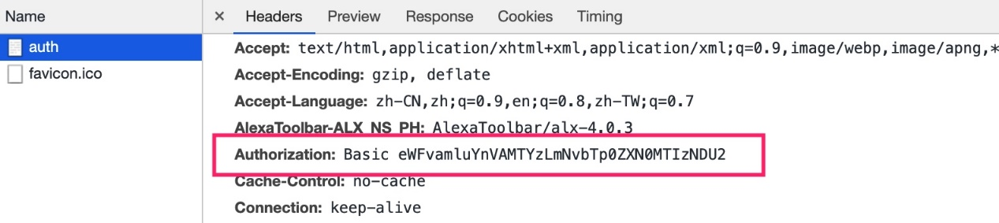 Name
× Headers Preview Response Cookies Timing
auth
favicon.ico
Accept: text/html,application/xhtml+xml,application/xml;q=0.9,image/webp,image/apng,*
Accept-Encoding: gzip, deflate
Accept-Language: zh-CN,zh;q=0.9,en;q=0.8,zh-TW;q=0.7
AlexaToolbar-ALX_NS_PH: AlexaToolbar/alx-4.0.3
Authorization: Basic eWFvamluYnVAMTYzLmNvbTp0ZXN0MTIzNDU2
Cache-Control: no-cache
Connection: keep-alive